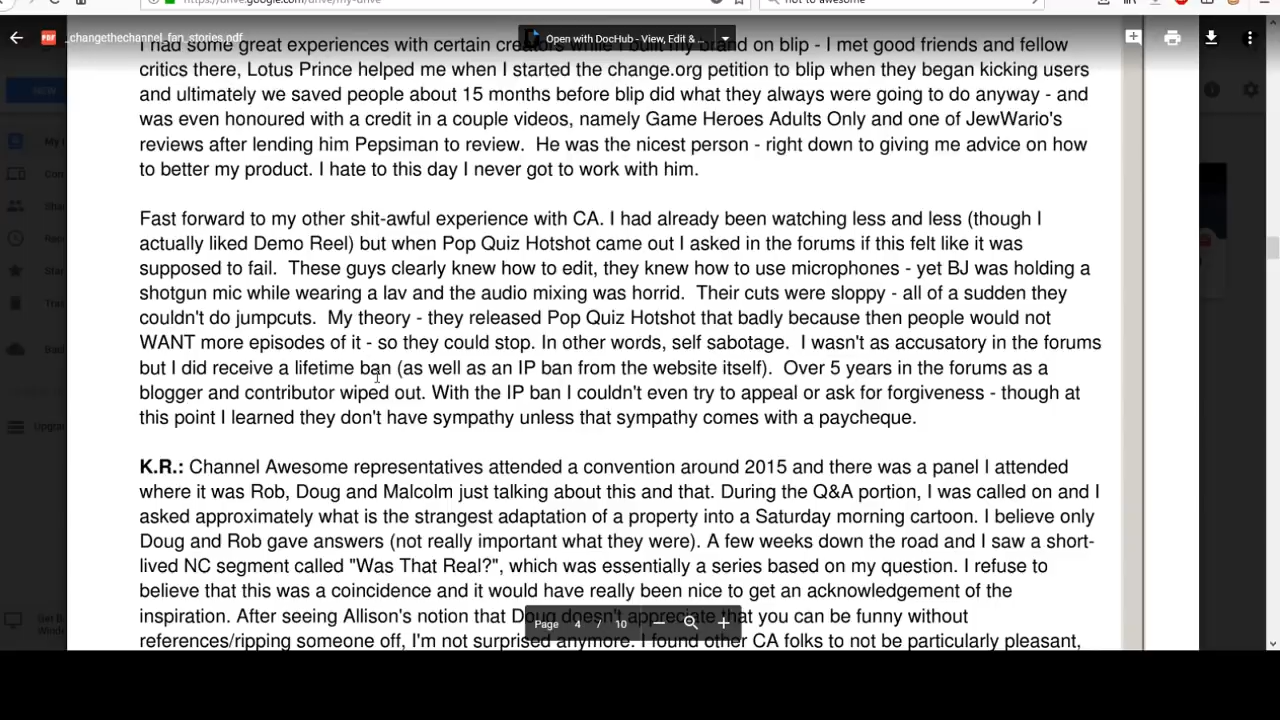 https://drive.google.com/drive/my-drive
not to awesome
_changethechannel_fan_stories.pdf
Open with DocHub - View, Edit & ...
I had some great experiences with certain creators while I built my brand on blip - I met good friends and fellow
critics there, Lotus Prince helped me when I started the change.org petition to blip when they began kicking users
and ultimately we saved people about 15 months before blip did what they always were going to do anyway - and
was even honoured with a credit in a couple videos, namely Game Heroes Adults Only and one of JewWario's
reviews after lending him Pepsiman to review.  He was the nicest person - right down to giving me advice on how
to better my product. I hate to this day I never got to work with him.
Fast forward to my other shit-awful experience with CA. I had already been watching less and less (though I
actually liked Demo Reel) but when Pop Quiz Hotshot came out I asked in the forums if this felt like it was
supposed to fail.  These guys clearly knew how to edit, they knew how to use microphones - yet BJ was holding a
shotgun mic while wearing a lav and the audio mixing was horrid.  Their cuts were sloppy - all of a sudden they
couldn't do jumpcuts.  My theory - they released Pop Quiz Hotshot that badly because then people would not
WANT more episodes of it - so they could stop. In other words, self sabotage.  I wasn't as accusatory in the forums
but I did receive a lifetime ban (as well as an IP ban from the website itself).  Over 5 years in the forums as a
blogger and contributor wiped out. With the IP ban I couldn't even try to appeal or ask for forgiveness - though at
this point I learned they don't have sympathy unless that sympathy comes with a paycheque.
K.R.: Channel Awesome representatives attended a convention around 2015 and there was a panel I attended
where it was Rob, Doug and Malcolm just talking about this and that. During the Q&A portion, I was called on and I
asked approximately what is the strangest adaptation of a property into a Saturday morning cartoon. I believe only
Doug and Rob gave answers (not really important what they were). A few weeks down the road and I saw a short-
lived NC segment called "Was That Real?", which was essentially a series based on my question. I refuse to
believe that this was a coincidence and it would have really been nice to get an acknowledgement of the
inspiration. After seeing Allison's notion that Doug doesn't appreciate that you can be funny without
references/ripping someone off, I'm not surprised anymore. I found other CA folks to not be particularly pleasant,
Page 4 / 10
NEW